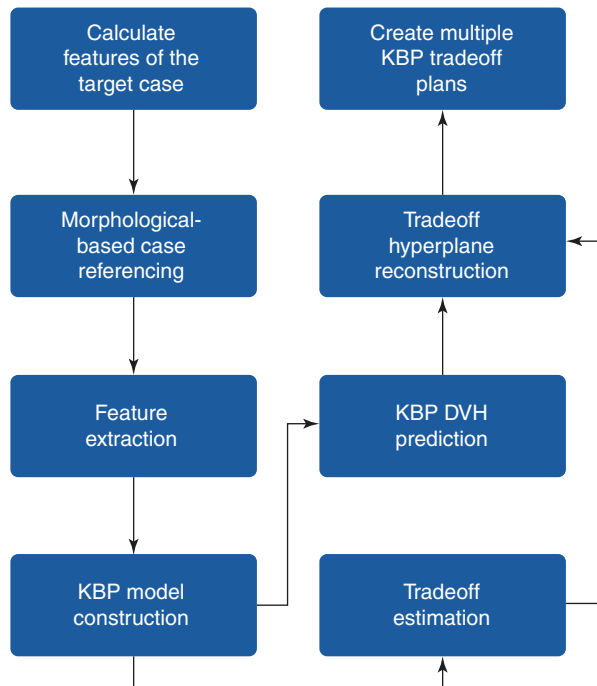 Calculate
features of the
target case
Morphological-
based case
referencing
Feature
extraction
KBP model
construction
Create multiple
KBP tradeoff
plans
Tradeoff
hyperplane
reconstruction
KBP DVH
prediction
Tradeoff
estimation